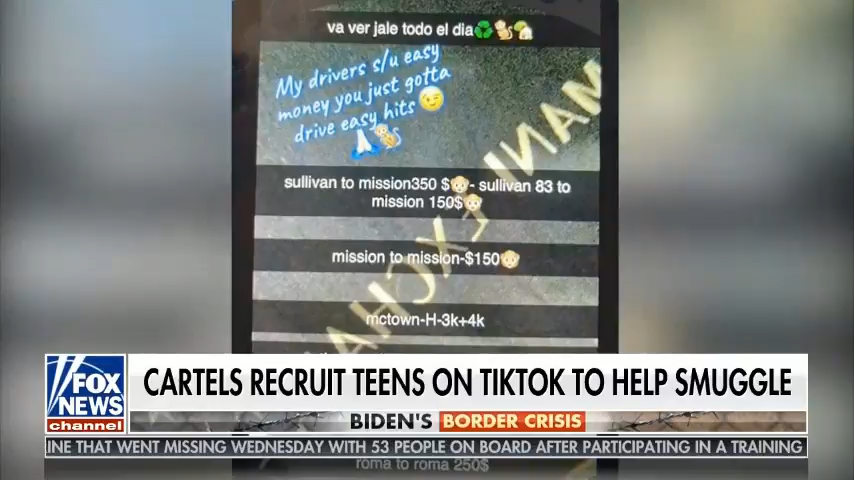 va ver jale todo el dia♻️🐒🏡
My drivers s/u easy
money you just gotta
drive easy hits 😉
🙏🐒
sullivan to mission350 $🐵- sullivan 83 to
mission 150$🐵
mission to mission-$150🐵
mctown-H-3k+4k
FOX
NEWS
channel
CARTELS RECRUIT TEENS ON TIKTOK TO HELP SMUGGLE
BIDEN'S BORDER CRISIS
INE THAT WENT MISSING WEDNESDAY WITH 53 PEOPLE ON BOARD AFTER PARTICIPATING IN A TRAINING
roma to roma 250$